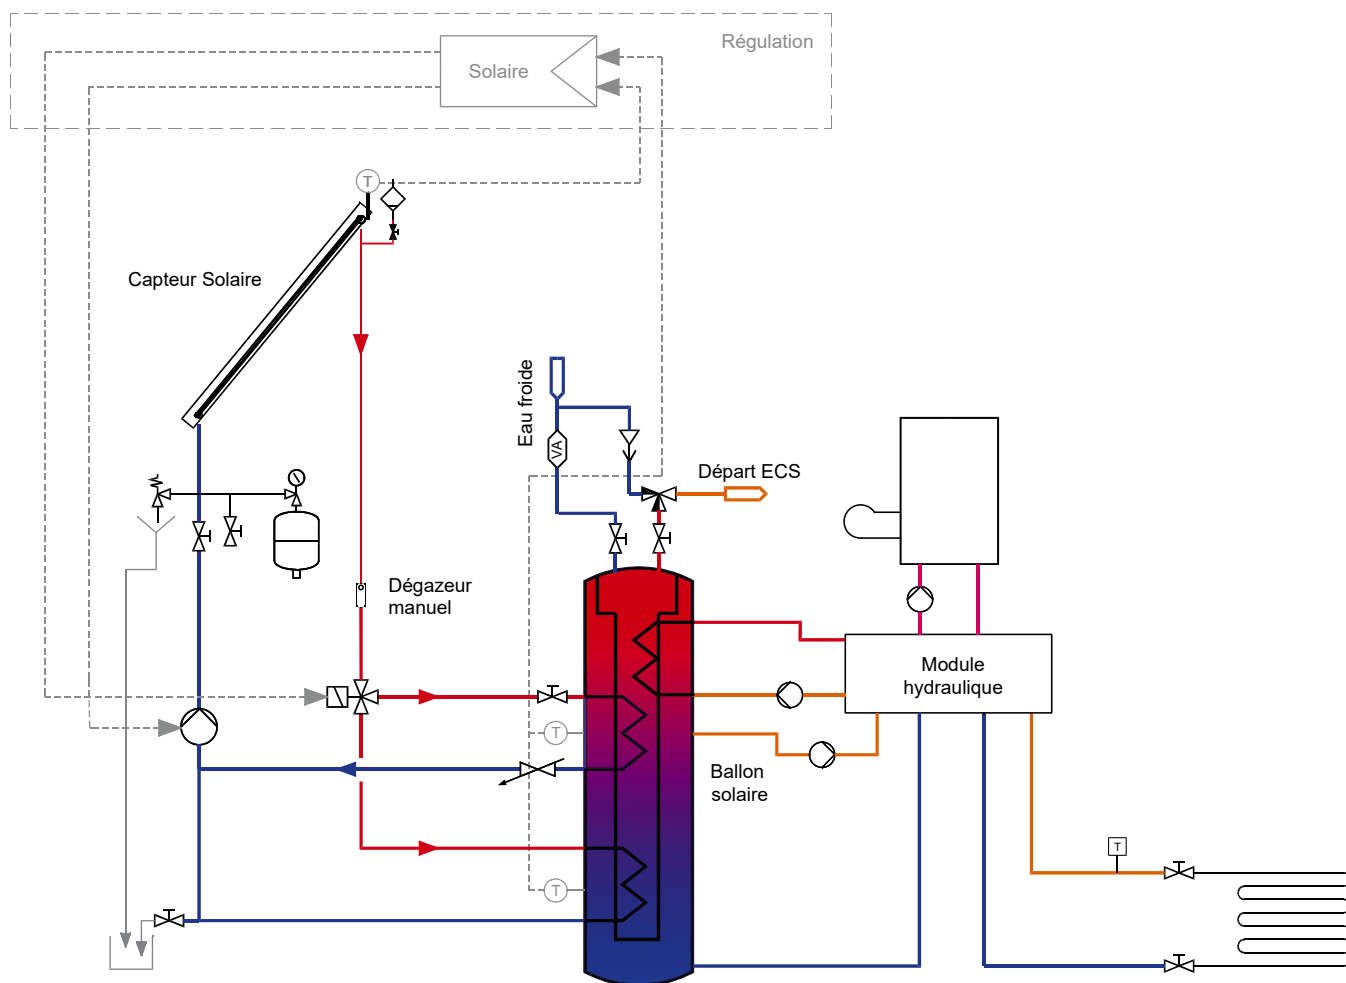 Régulation
Solaire
T
Capteur Solaire
Eau froide
VA
Départ ECS
Dégazeur
manuel
Module
hydraulique
T
Ballon
solaire
T
T